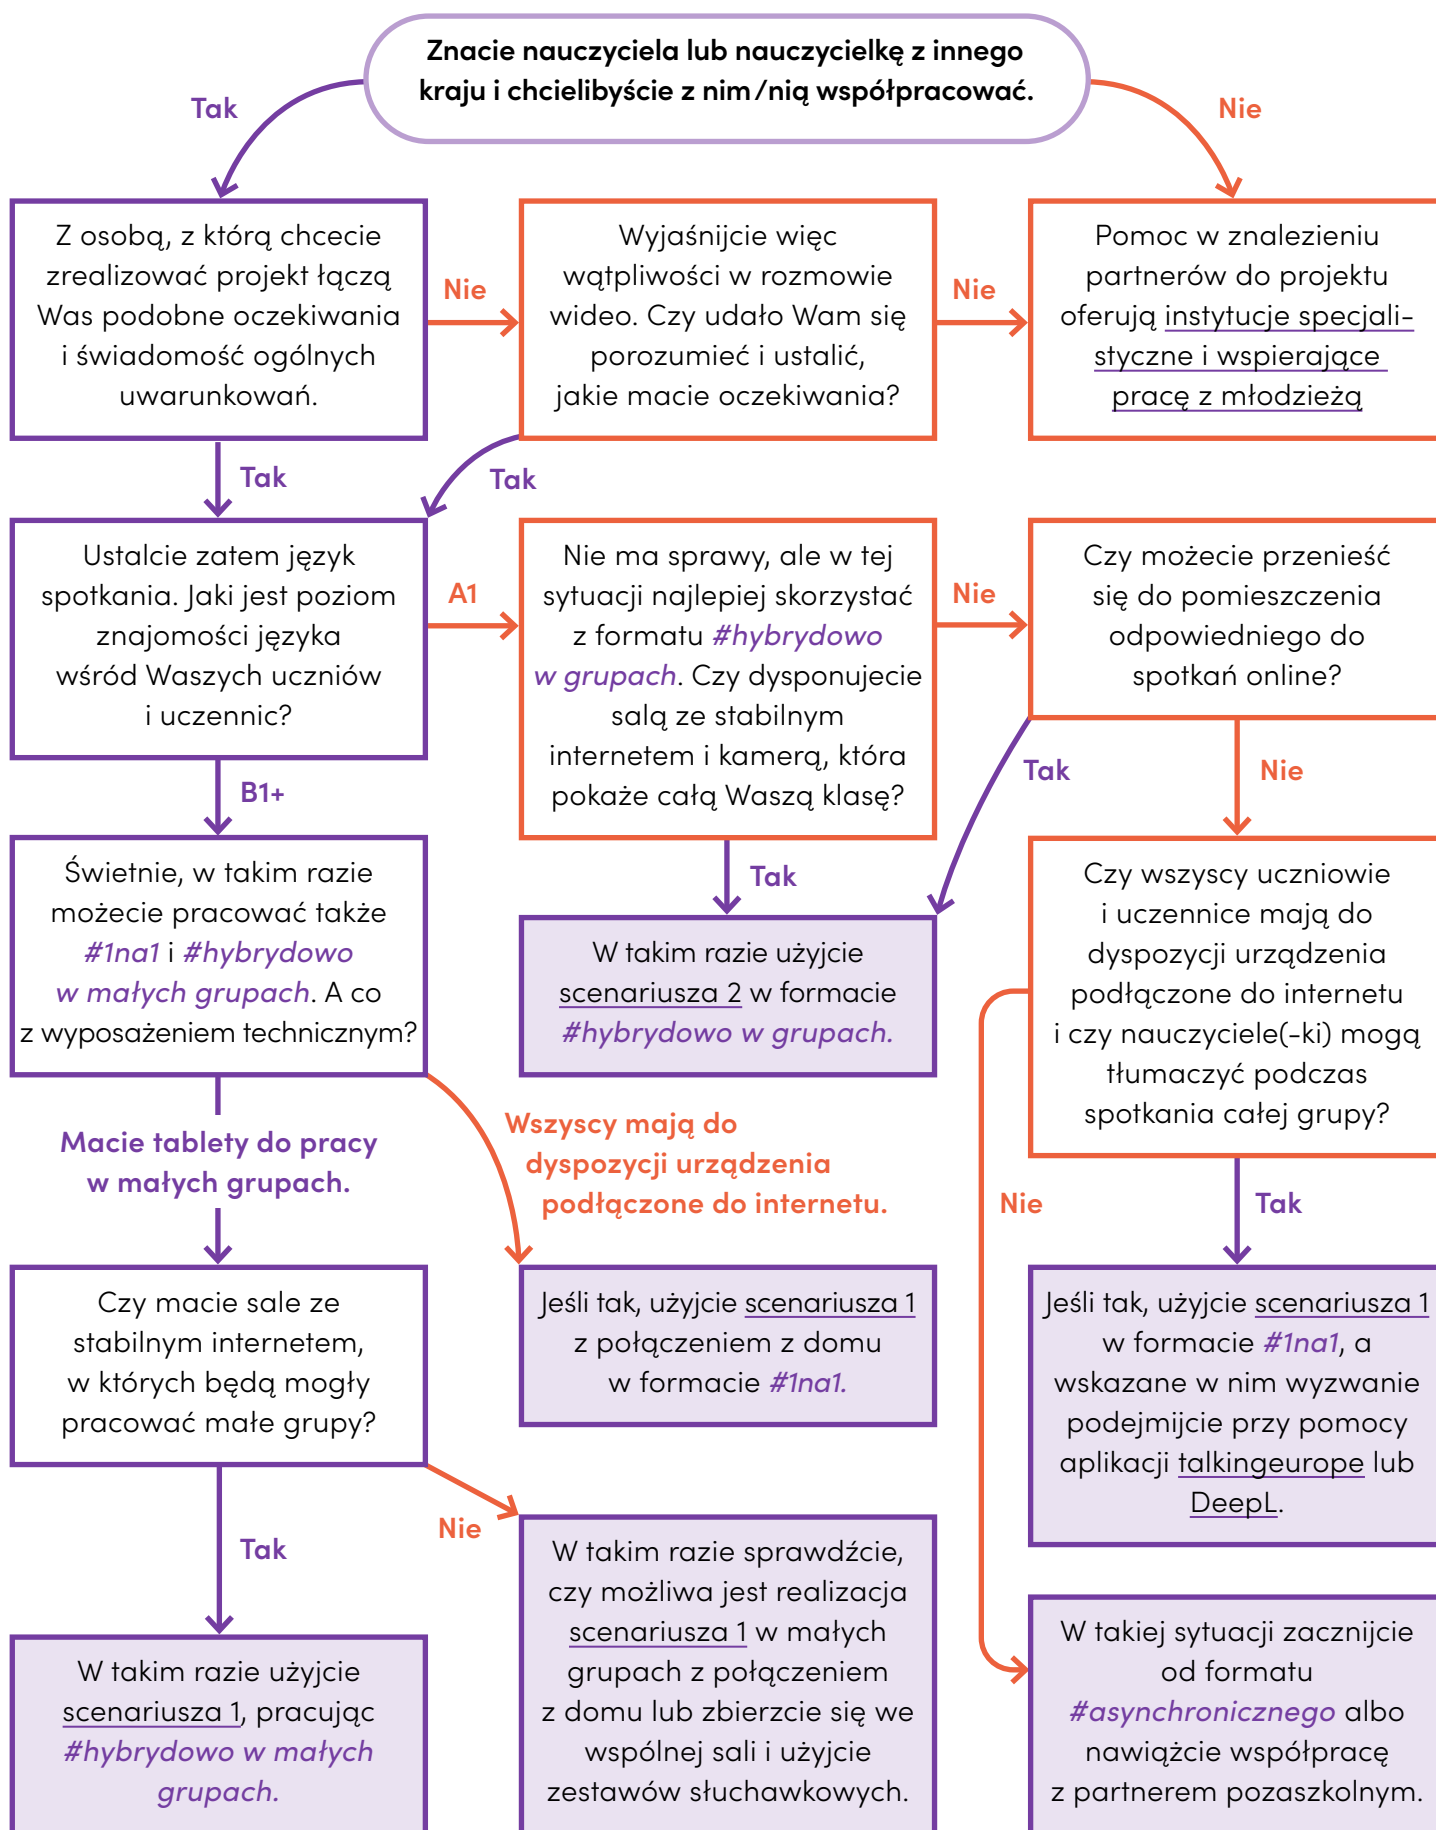 Znacie nauczyciela lub nauczycielkę z innego
kraju i chcielibyście z nim/nią współpracować.
Tak
Nie
Z osobą, z którą chcecie
zrealizować projekt łączą
Was podobne oczekiwania
i świadomość ogólnych
uwarunkowań.
Nie
Wyjaśnijcie więc
wątpliwości w rozmowie
wideo. Czy udało Wam się
porozumieć i ustalić,
jakie macie oczekiwania?
Nie
Pomoc w znalezieniu
partnerów do projektu
oferują instytucje specjali-
styczne i wspierające
pracę z młodzieżą
Tak
Tak
Ustalcie zatem język
spotkania. Jaki jest poziom
znajomości języka
wśród Waszych uczniów
i uczennic?
A1
Nie ma sprawy, ale w tej
sytuacji najlepiej skorzystać
z formatu #hybrydowo
w grupach. Czy dysponujecie
salą ze stabilnym
internetem i kamerą, która
pokaże całą Waszą klasę?
Nie
Czy możecie przenieść
się do pomieszczenia
odpowiedniego do
spotkań online?
B1+
Tak
Tak
Nie
Świetnie, w takim razie
możecie pracować także
#1na1 i #hybrydowo
w małych grupach. A co
z wyposażeniem technicznym?
W takim razie użyjcie
scenariusza 2 w formacie
#hybrydowo w grupach.
Czy wszyscy uczniowie
i uczennice mają do
dyspozycji urządzenia
podłączone do internetu
i czy nauczyciele(-ki) mogą
tłumaczyć podczas
spotkania całej grupy?
Macie tablety do pracy
w małych grupach.
Wszyscy mają do
dyspozycji urządzenia
podłączone do internetu.
Nie
Tak
Czy macie sale ze
stabilnym internetem,
w których będą mogły
pracować małe grupy?
Jeśli tak, użyjcie scenariusza 1
z połączeniem z domu
w formacie #1na1.
Jeśli tak, użyjcie scenariusza 1
w formacie #1na1, a
wskazane w nim wyzwanie
podejmijcie przy pomocy
aplikacji talkingeurope lub
DeepL.
Tak
Nie
W takim razie użyjcie
scenariusza 1, pracując
#hybrydowo w małych
grupach.
W takim razie sprawdźcie,
czy możliwa jest realizacja
scenariusza 1 w małych
grupach z połączeniem
z domu lub zbierzcie się we
wspólnej sali i użyjcie
zestawów słuchawkowych.
W takiej sytuacji zacznijcie
od formatu
#asynchronicznego albo
nawiążcie współpracę
z partnerem pozaszkolnym.